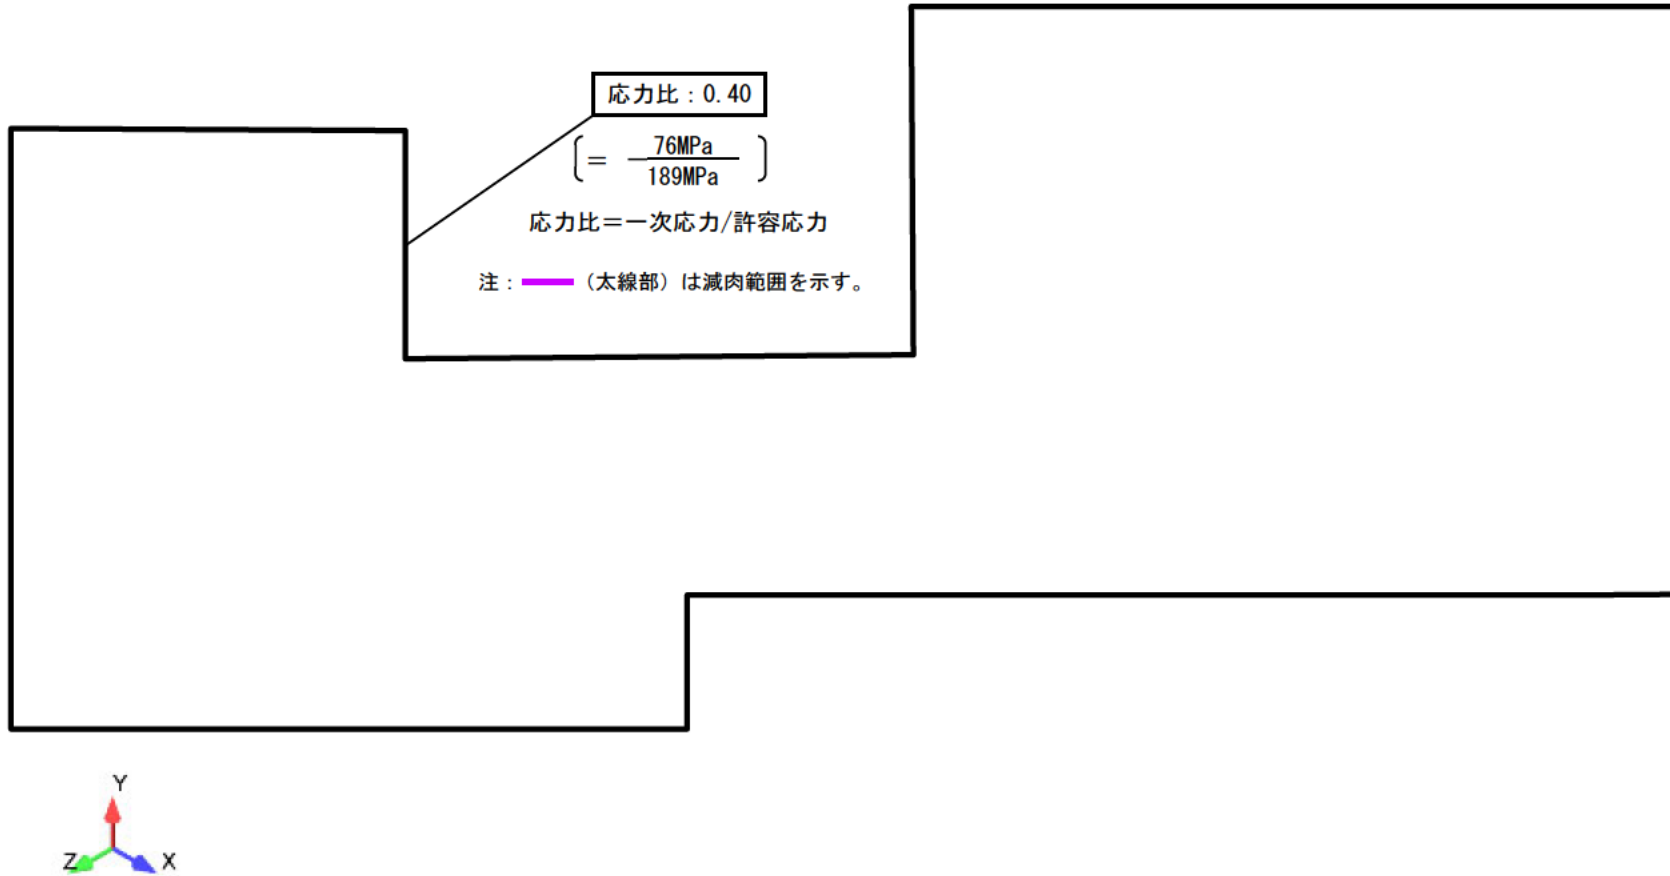 応力比：0.40
〔＝ 76MPa
189MPa 〕
応力比＝一次応力/許容応力
注：（太線部）は減肉範囲を示す。
Y
Z X